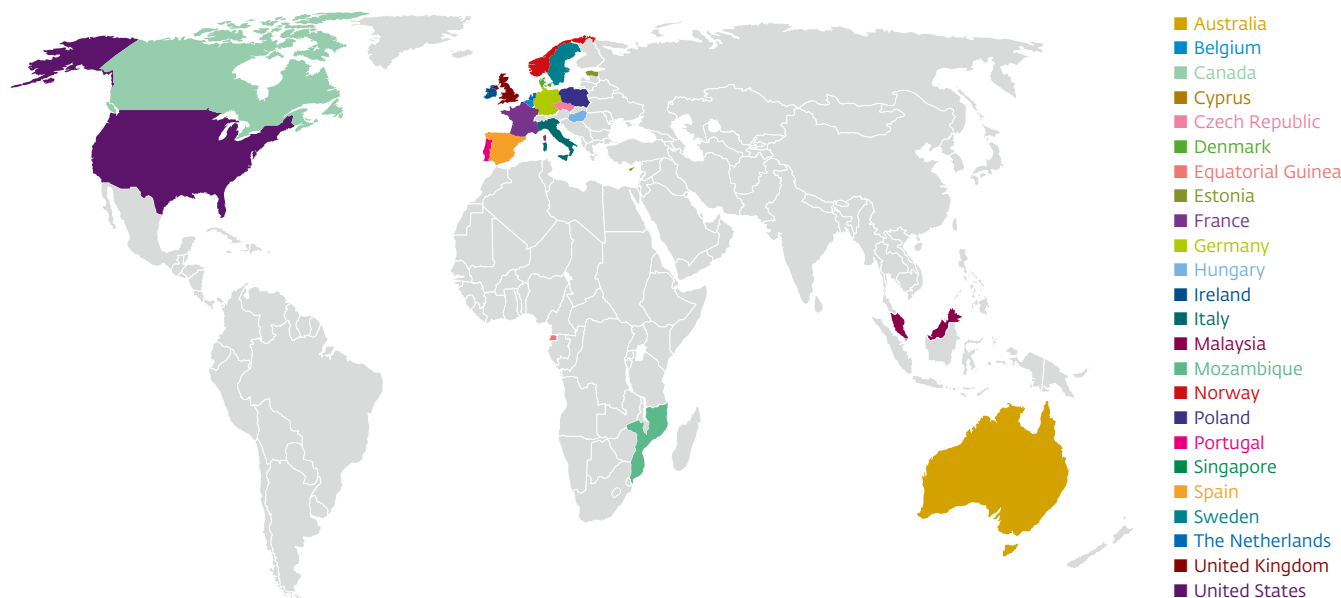 Australia
Belgium
Canada
Cyprus
Czech Republic
Denmark
Equatorial Guinea
Estonia
France
Germany
Hungary
Ireland
Italy
Malaysia
Mozambique
Norway
Poland
Portugal
Singapore
Spain
Sweden
The Netherlands
United Kingdom
United States